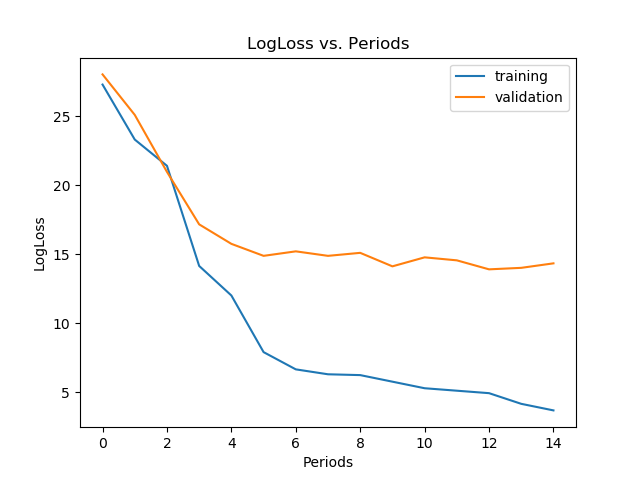 LogLoss vs. Periods
training
validation
LogLoss
25
20
15
10
5
0 2 4 6 8 10 12 14
Periods